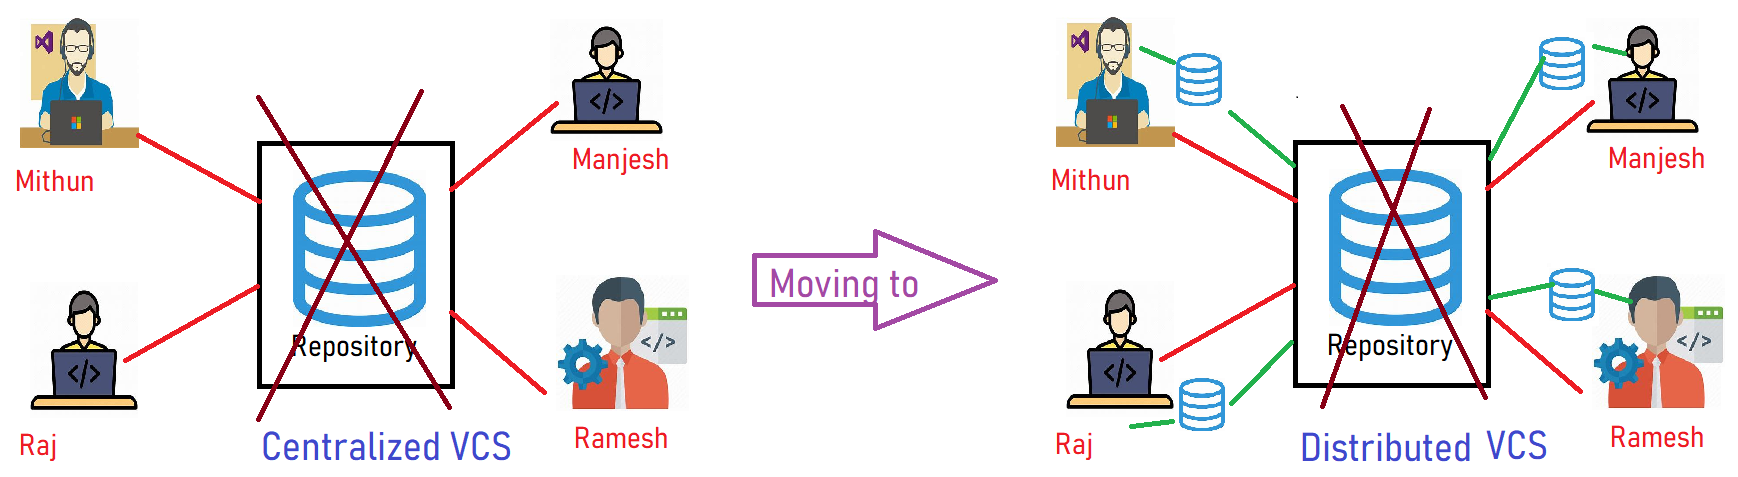 Mithun
Manjesh
Repository
Raj
Centralized VCS
Ramesh
Moving to
Mithun
Manjesh
Repository
Raj
Distributed VCS
Ramesh